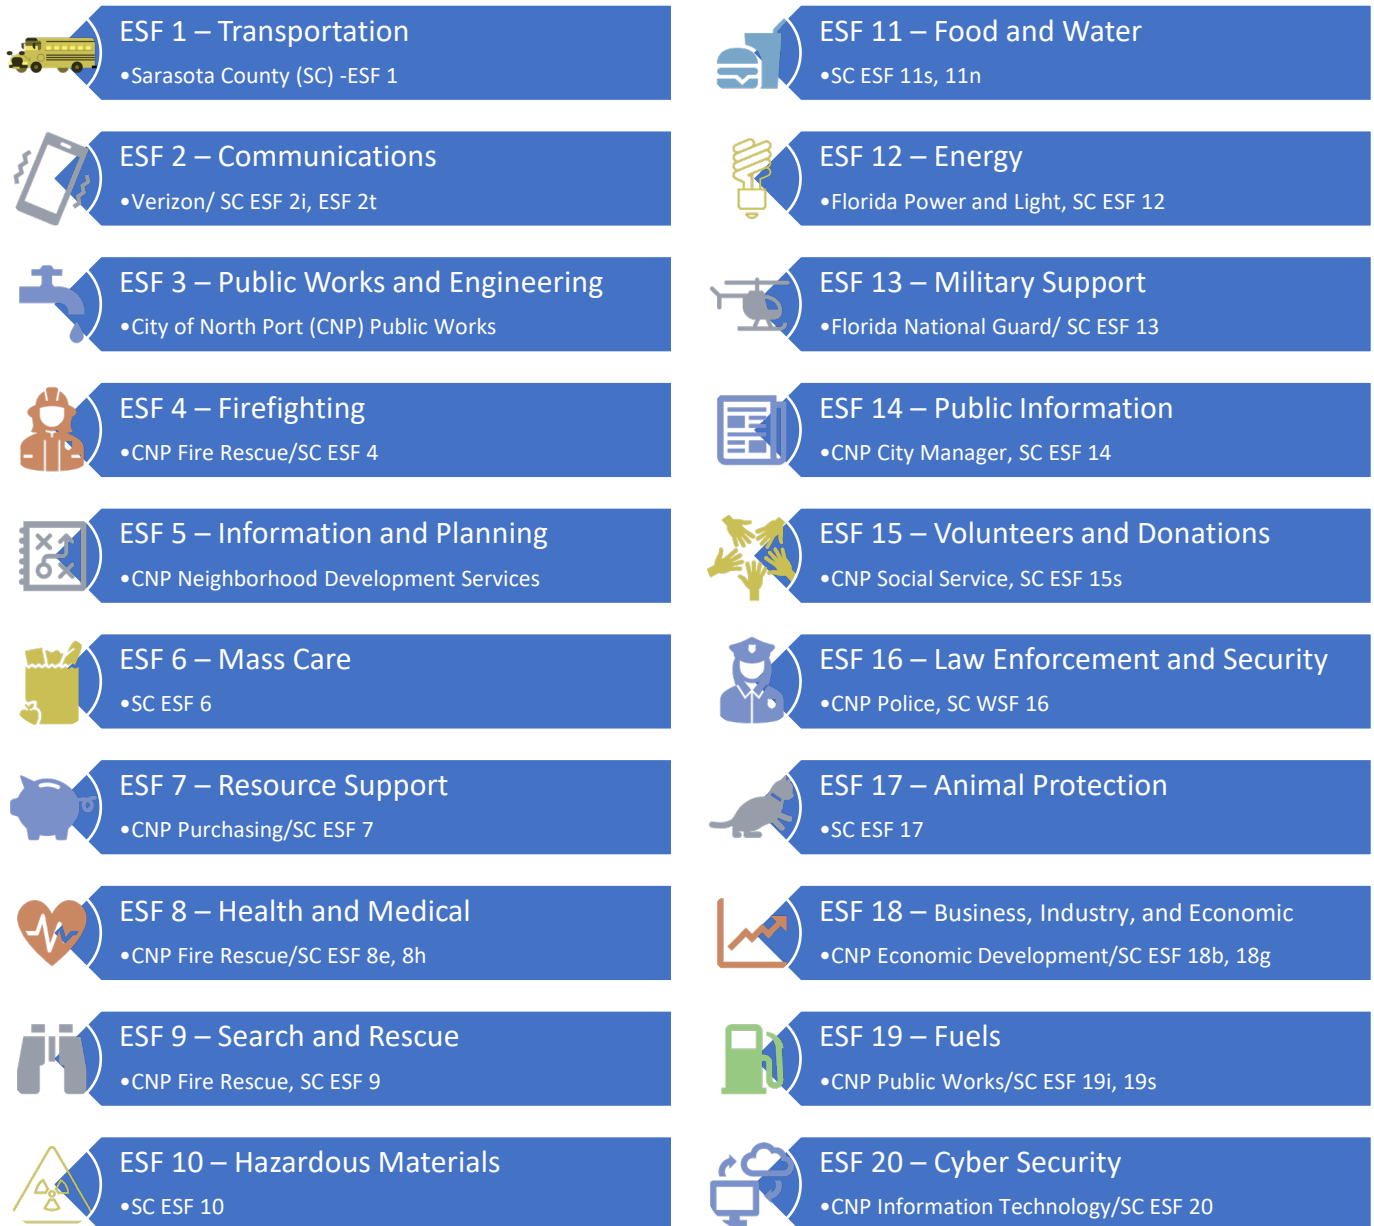 ESF 1 – Transportation
•Sarasota County (SC) -ESF 1
ESF 2 – Communications
•Verizon/ SC ESF 2i, ESF 2t
ESF 3 – Public Works and Engineering
•City of North Port (CNP) Public Works
ESF 4 – Firefighting
•CNP Fire Rescue/SC ESF 4
ESF 5 – Information and Planning
•CNP Neighborhood Development Services
ESF 6 – Mass Care
•SC ESF 6
ESF 7 – Resource Support
•CNP Purchasing/SC ESF 7
ESF 8 – Health and Medical
•CNP Fire Rescue/SC ESF 8e, 8h
ESF 9 – Search and Rescue
•CNP Fire Rescue, SC ESF 9
ESF 10 – Hazardous Materials
•SC ESF 10
ESF 11 – Food and Water
•SC ESF 11s, 11n
ESF 12 – Energy
•Florida Power and Light, SC ESF 12
ESF 13 – Military Support
•Florida National Guard/ SC ESF 13
ESF 14 – Public Information
•CNP City Manager, SC ESF 14
ESF 15 – Volunteers and Donations
•CNP Social Service, SC ESF 15s
ESF 16 – Law Enforcement and Security
•CNP Police, SC WSF 16
ESF 17 – Animal Protection
•SC ESF 17
ESF 18 – Business, Industry, and Economic
•CNP Economic Development/SC ESF 18b, 18g
ESF 19 – Fuels
•CNP Public Works/SC ESF 19i, 19s
ESF 20 – Cyber Security
•CNP Information Technology/SC ESF 20